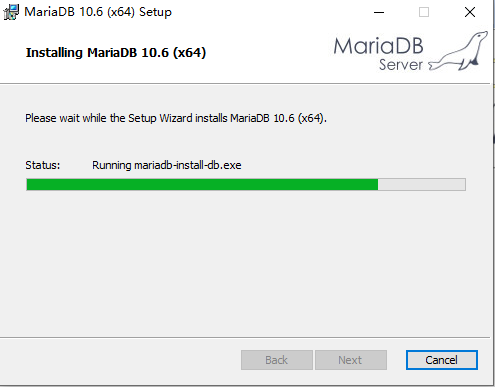 MariaDB 10.6 (x64) Setup
Installing MariaDB 10.6 (x64)
MariaDB
Server
Please wait while the Setup Wizard installs MariaDB 10.6 (x64).
Status: Running mariadb-install-db.exe
Back Next Cancel